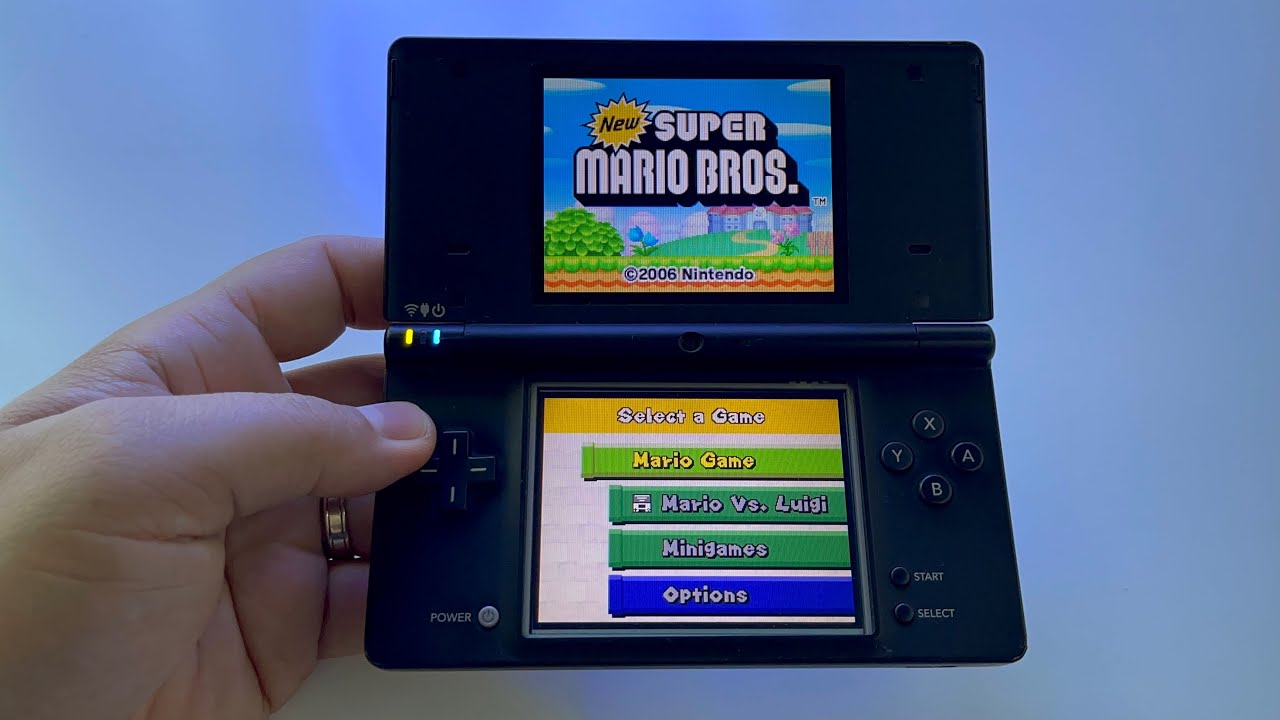 New SUPER
MARIO BROS.
TM
©2006 Nintendo
Select a Game
Mario Game
Mario Vs. Luigi
Minigames
Options
X
Y
A
B
START
SELECT
POWER